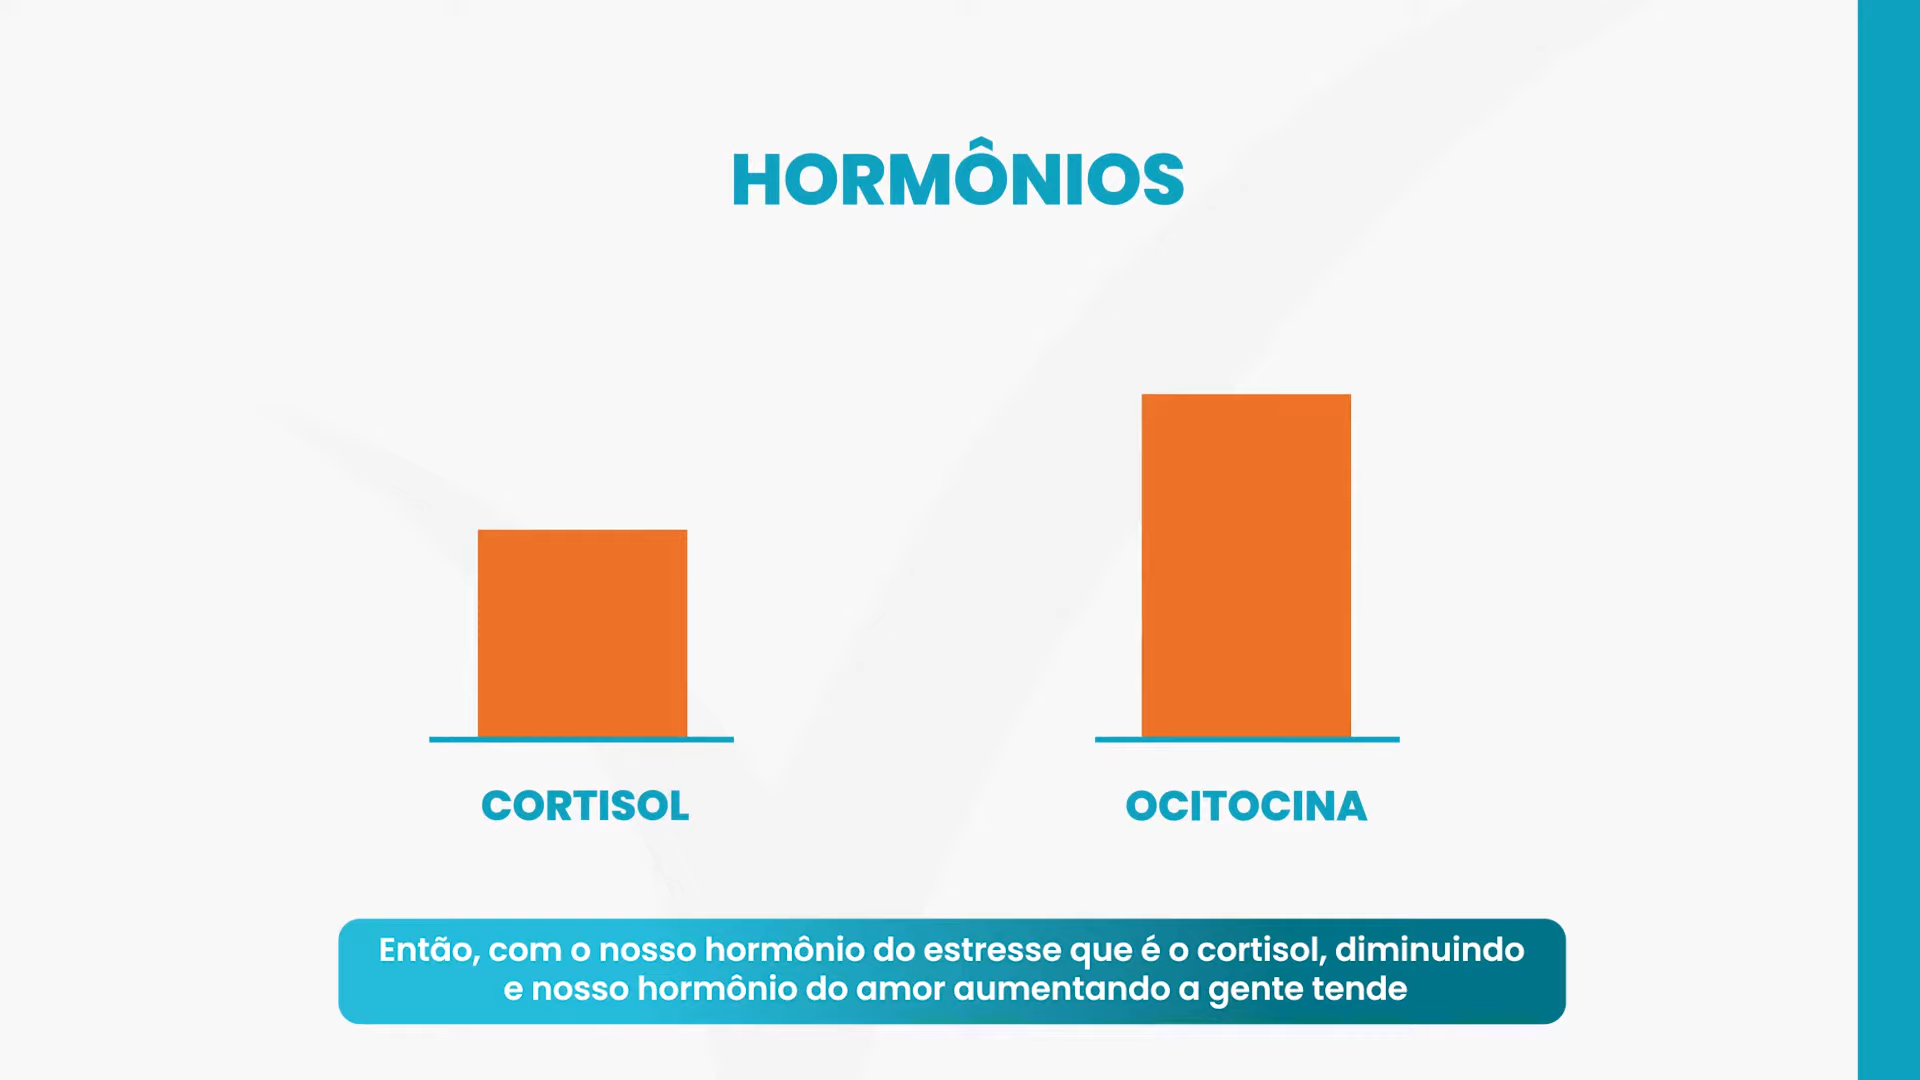 HORMÔNIOS
CORTISOL
OCITOCINA
Então, com o nosso hormônio do estresse que é o cortisol, diminuindo
e nosso hormônio do amor aumentando a gente tende